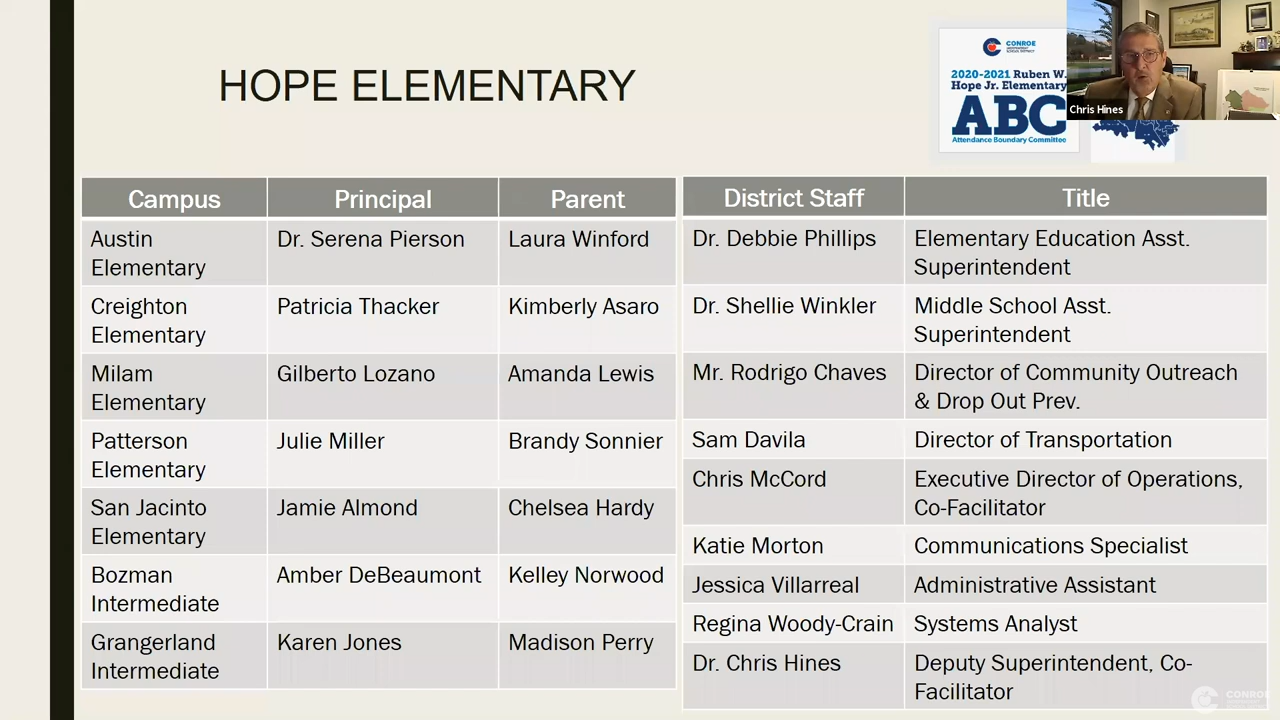 HOPE ELEMENTARY
CONROE
INDEPENDENT
SCHOOL DISTRICT
2020-2021 Ruben W.
Hope Jr. Elementary
ABC
Attendance Boundary Committee
Chris Hines
Campus Principal Parent
Austin Elementary Dr. Serena Pierson Laura Winford
Creighton Elementary Patricia Thacker Kimberly Asaro
Milam Elementary Gilberto Lozano Amanda Lewis
Patterson Elementary Julie Miller Brandy Sonnier
San Jacinto Elementary Jamie Almond Chelsea Hardy
Bozman Intermediate Amber DeBeaumont Kelley Norwood
Grangerland Intermediate Karen Jones Madison Perry
District Staff Title
Dr. Debbie Phillips Elementary Education Asst. Superintendent
Dr. Shellie Winkler Middle School Asst. Superintendent
Mr. Rodrigo Chaves Director of Community Outreach & Drop Out Prev.
Sam Davila Director of Transportation
Chris McCord Executive Director of Operations, Co-Facilitator
Katie Morton Communications Specialist
Jessica Villarreal Administrative Assistant
Regina Woody-Crain Systems Analyst
Dr. Chris Hines Deputy Superintendent, Co-Facilitator
CONROE